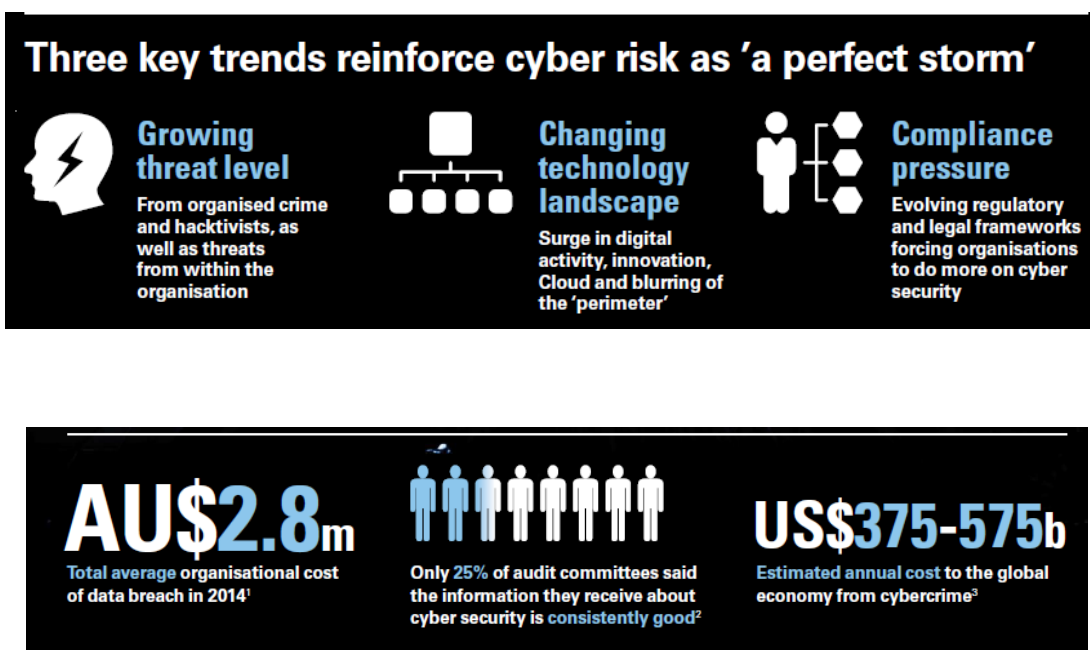 Three key trends reinforce cyber risk as 'a perfect storm'
Growing
threat level
From organised crime
and hacktivists, as
well as threats
from within the
organisation
Changing
technology
landscape
Surge in digital
activity, innovation,
Cloud and blurring of
the 'perimeter'
Compliance
pressure
Evolving regulatory
and legal frameworks
forcing organisations
to do more on cyber
security
AU$2.8m
Total average organisational cost
of data breach in 2014¹
Only 25% of audit committees said
the information they receive about
cyber security is consistently good²
US$375-575b
Estimated annual cost to the global
economy from cybercrime³